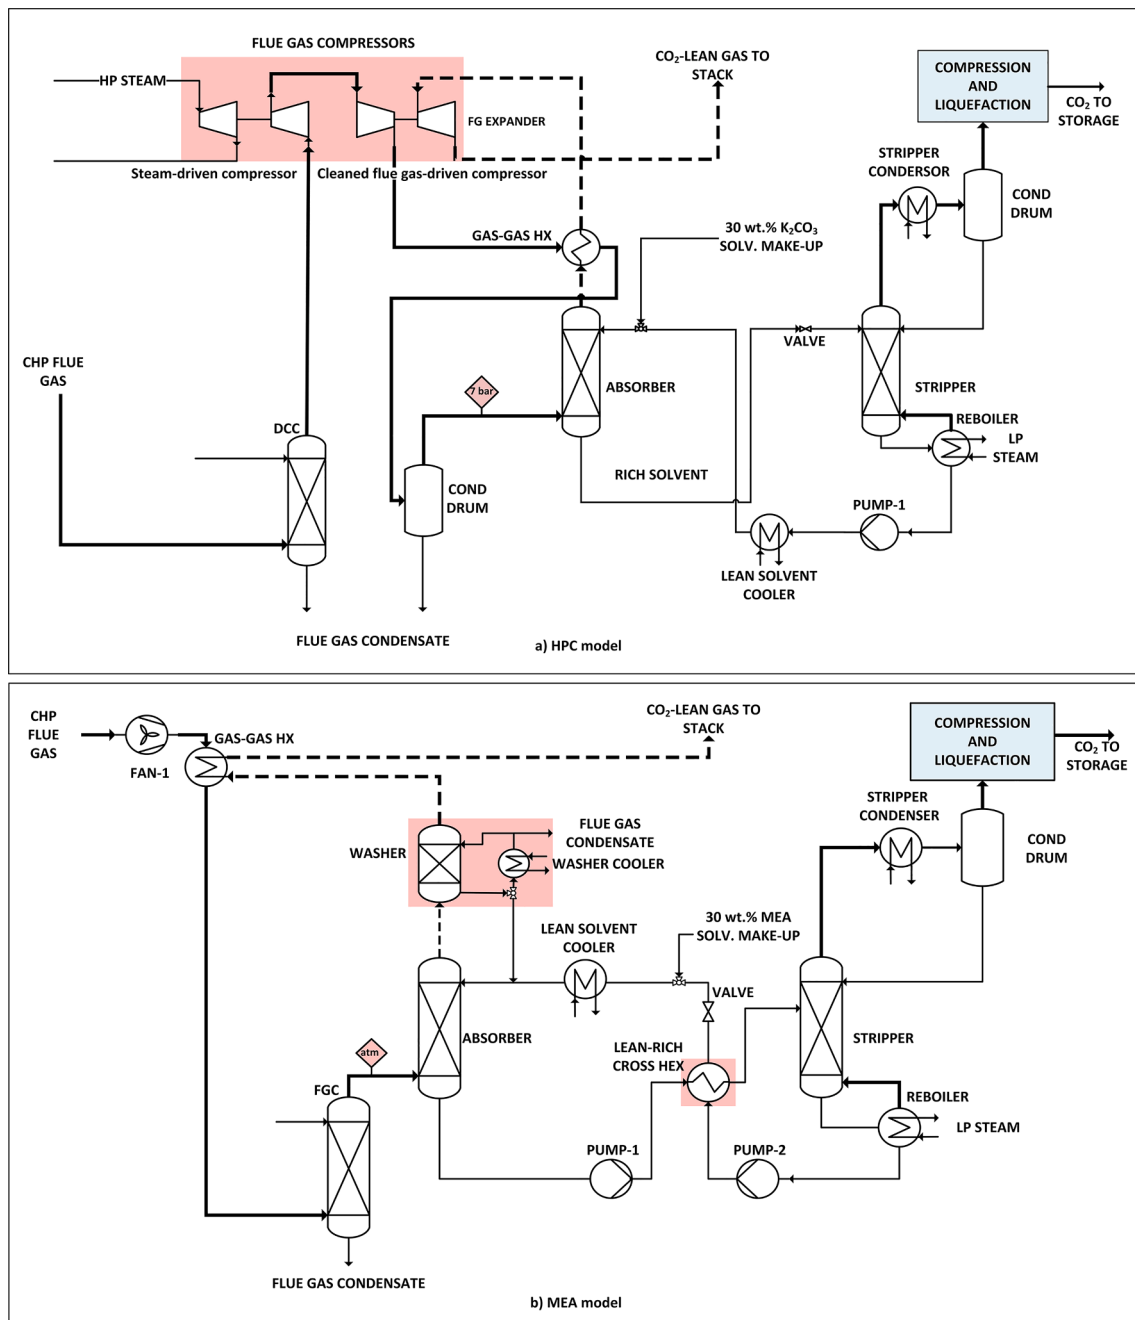 FLUE GAS COMPRESSORS
HP STEAM
FG EXPANDER
Steam-driven compressor
Cleaned flue gas-driven compressor
CO₂-LEAN GAS TO
STACK
COMPRESSION
AND
LIQUEFACTION
CO₂ TO
STORAGE
STRIPPER
CONDERSOR
COND
DRUM
GAS-GAS HX
30 wt.% K₂CO₃
SOLV. MAKE-UP
VALVE
CHP FLUE
GAS
7 bar
ABSORBER
STRIPPER
REBOILER
LP
STEAM
DCC
COND
DRUM
RICH SOLVENT
PUMP-1
LEAN SOLVENT
COOLER
FLUE GAS CONDENSATE
a) HPC model
CHP
FLUE
GAS
FAN-1
GAS-GAS HX
CO₂-LEAN GAS TO
STACK
COMPRESSION
AND
LIQUEFACTION
CO₂ TO
STORAGE
STRIPPER
CONDENSER
COND
DRUM
WASHER
FLUE GAS
CONDENSATE
WASHER COOLER
LEAN SOLVENT
COOLER
30 wt.% MEA
SOLV. MAKE-UP
VALVE
ABSORBER
LEAN-RICH
CROSS HEX
STRIPPER
atm
FGC
REBOILER
LP STEAM
PUMP-1
PUMP-2
FLUE GAS CONDENSATE
b) MEA model